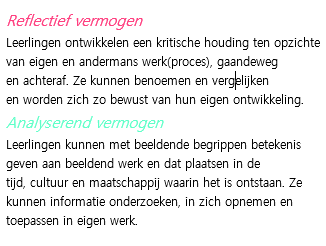 Reflectief vermogen
Leerlingen ontwikkelen een kritische houding ten opzichte
van eigen en andermans werk(proces), gaandeweg
en achteraf. Ze kunnen benoemen en vergelijken
en worden zich zo bewust van hun eigen ontwikkeling.
Analyserend vermogen
Leerlingen kunnen met beeldende begrippen betekenis
geven aan beeldend werk en dat plaatsen in de
tijd, cultuur en maatschappij waarin het is ontstaan. Ze
kunnen informatie onderzoeken, in zich opnemen en
toepassen in eigen werk.